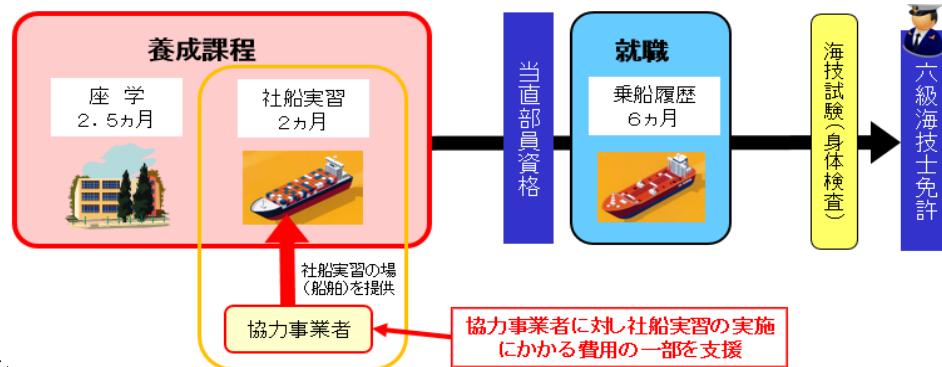 養成課程
座 学
2.5ヵ月
社船実習
2ヵ月
当直部員資格
就職
乗船履歴
6ヵ月
海技試験(身体検査)
六級海技士免許
社船実習の場
(船舶)を提供
協力事業者
協力事業者に対し社船実習の実施
にかかる費用の一部を支援